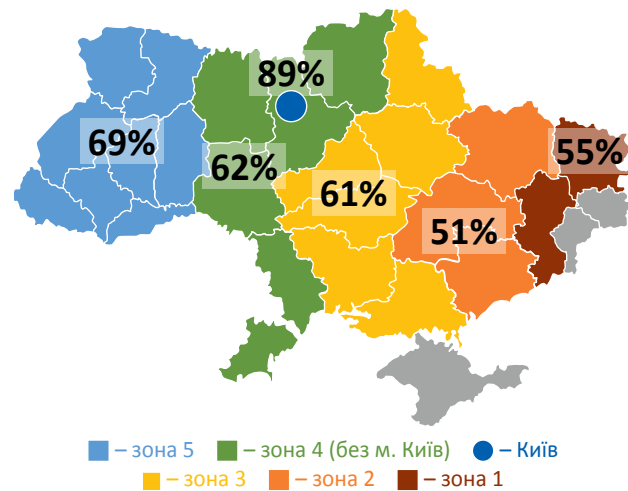 89%
69%
62%
55%
61%
51%
– зона 5
– зона 4 (без м. Київ)
– Київ
– зона 3
– зона 2
– зона 1